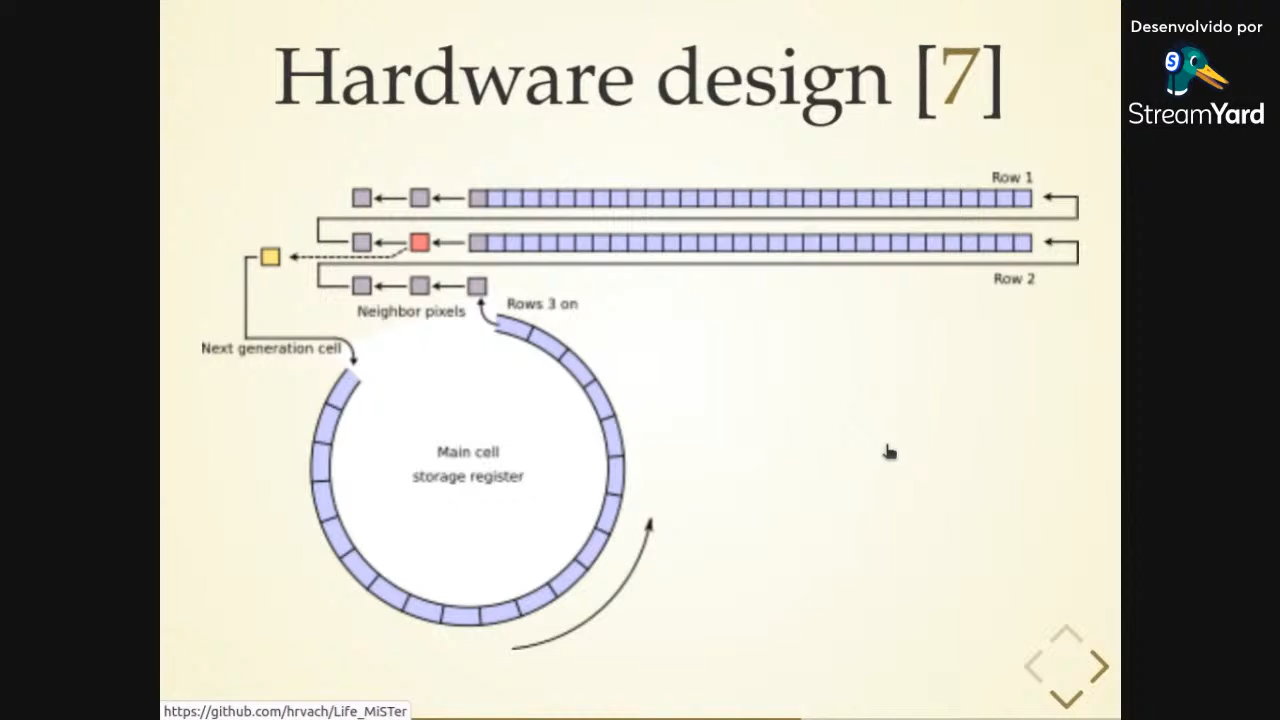 Hardware design [7]
Desenvolvido por
StreamYard
Row 1
Row 2
Neighbor pixels
Rows 3 on
Next generation cell
Main cell
storage register
https://github.com/hrvach/Life_MiSTer